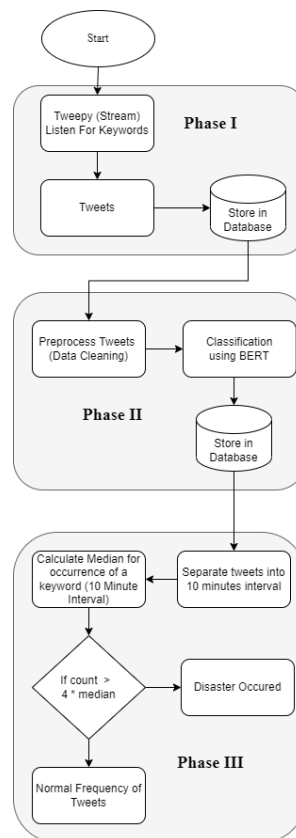 Start
Phase I
Tweepy (Stream)
Listen For Keywords
Tweets
Store in
Database
Preprocess Tweets
(Data Cleaning)
Classification
using BERT
Phase II
Store in
Database
Calculate Median for
occurrence of a
keyword (10 Minute
Interval)
Separate tweets into
10 minutes interval
If count >
4 * median
Disaster Occured
Phase III
Normal Frequency of
Tweets